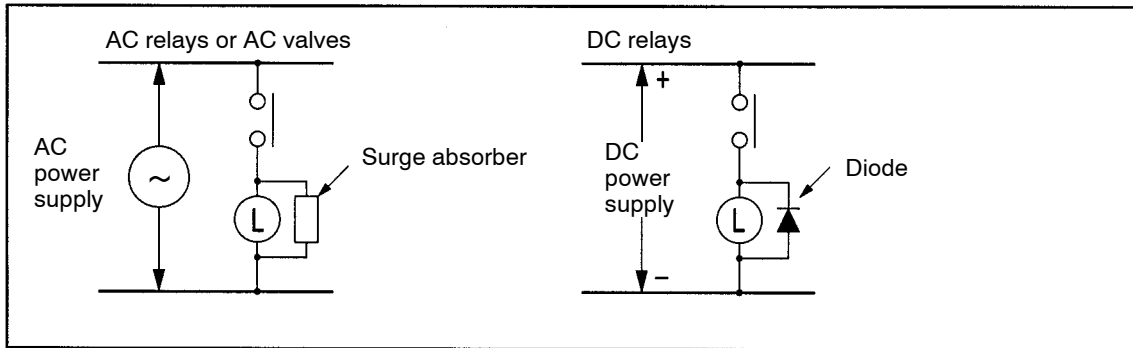 AC relays or AC valves
AC
power
supply
~
L
Surge absorber
DC relays
+
DC
power
supply
−
L
Diode